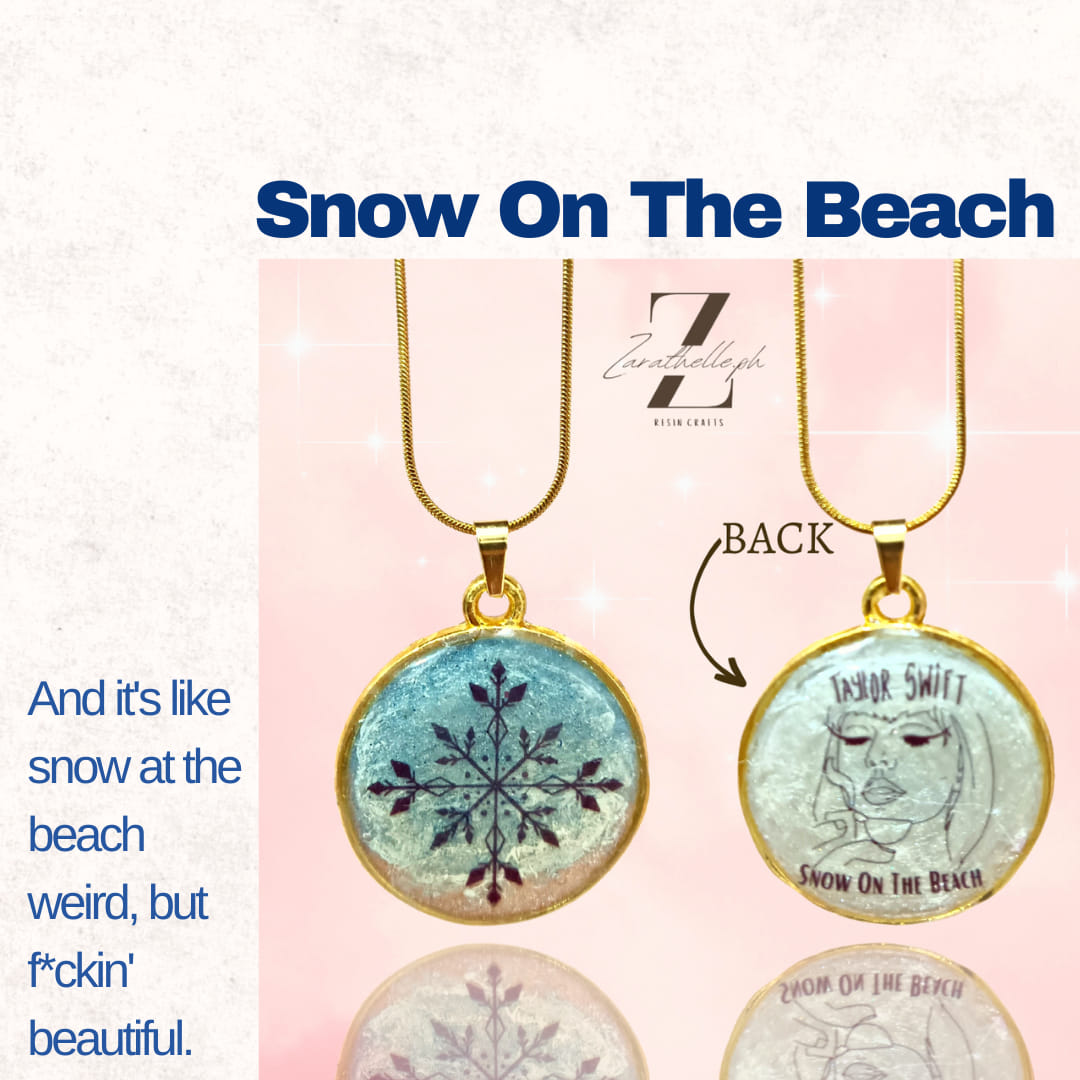 Snow On The Beach
Zarathelle.ph
RESIN CRAFTS
BACK
TAYLOR SWIFT
SNOW ON THE BEACH
And it's like
snow at the
beach
weird, but
f*ckin'
beautiful.
SNOW ON THE BEACH